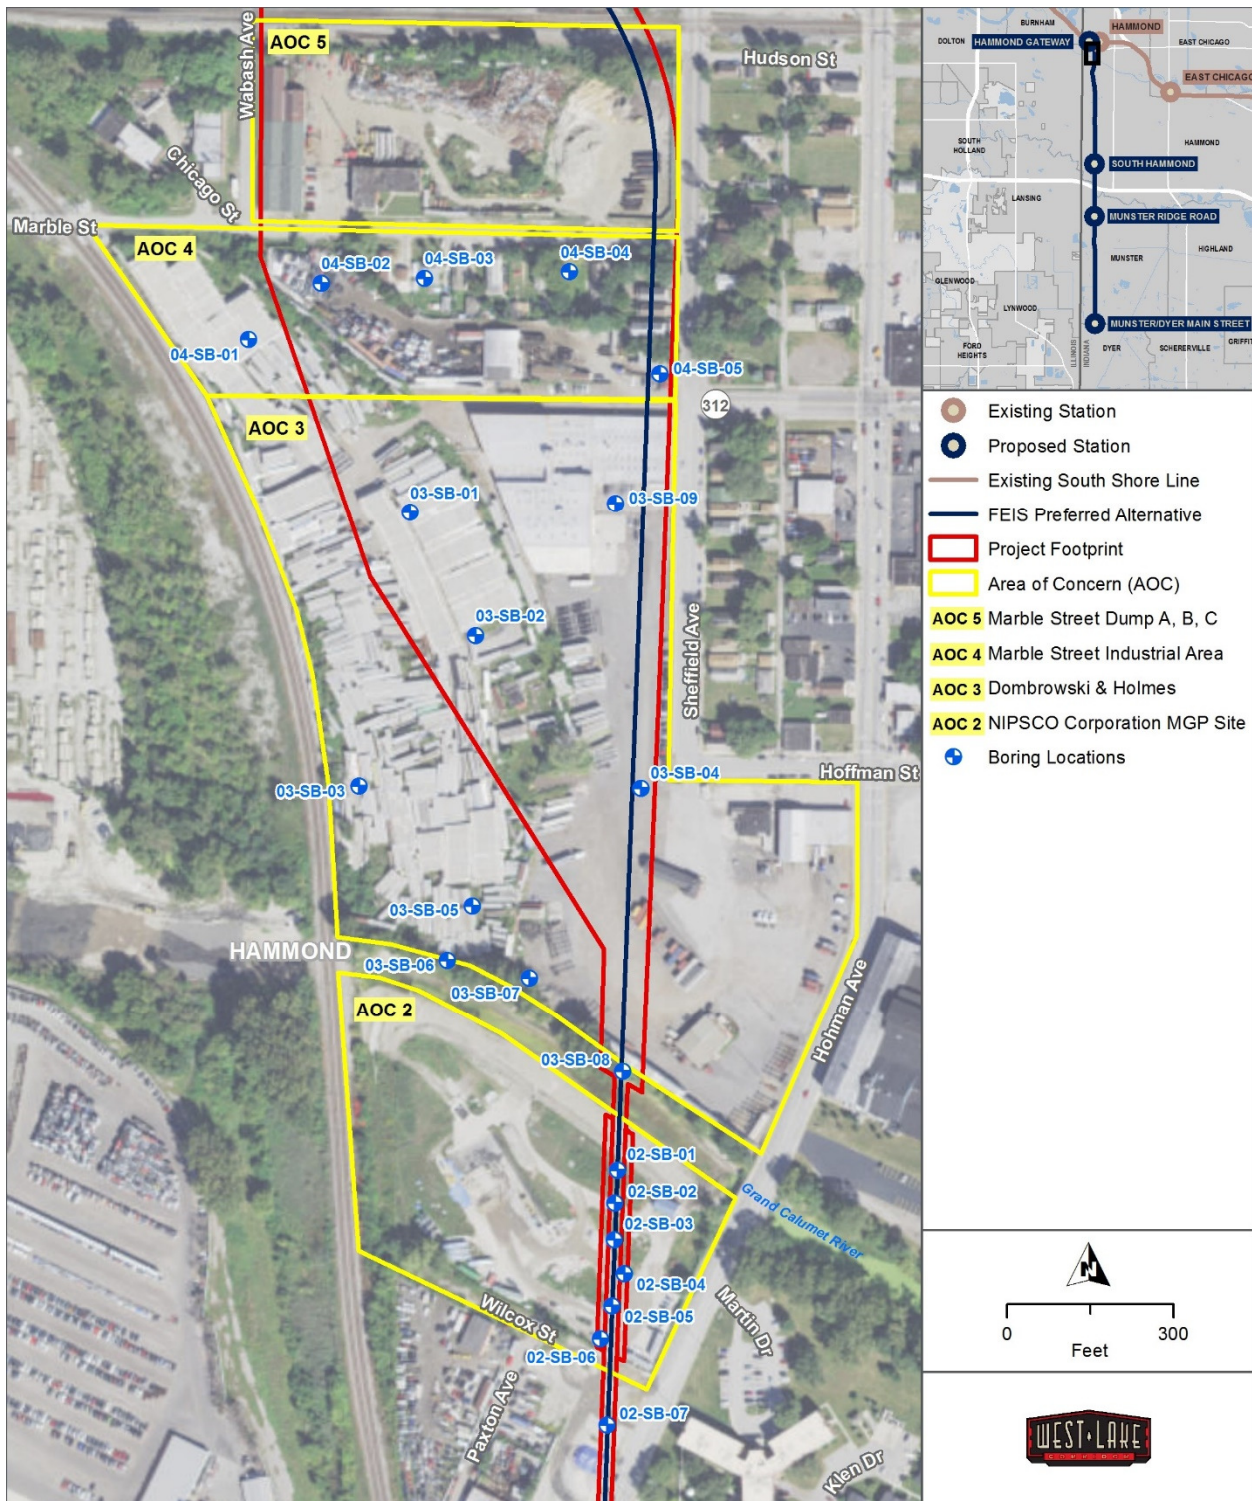 AOC 5
Wabash Ave
Hudson St
Chicago St
Marble St
AOC 4
04-SB-02
04-SB-03
04-SB-04
04-SB-01
04-SB-05
312
AOC 3
03-SB-01
03-SB-09
03-SB-02
Sheffield Ave
03-SB-03
03-SB-04
Hoffman St
03-SB-05
HAMMOND
03-SB-06
03-SB-07
AOC 2
Hohman Ave
03-SB-08
02-SB-01
02-SB-02
Grand Calumet River
02-SB-03
02-SB-04
02-SB-05
Martin Dr
Wilcox St
02-SB-06
Paxton Ave
02-SB-07
Klen Dr
BURNHAM
HAMMOND
DOLTON
HAMMOND GATEWAY
EAST CHICAGO
EAST CHICAGO
SOUTH
HOLLAND
HAMMOND
SOUTH HAMMOND
LANSING
MUNSTER RIDGE ROAD
HIGHLAND
MUNSTER
GLENWOOD
LYNWOOD
MUNSTER/DYER MAIN STREET
FORD
HEIGHTS
ILLINOIS
INDIANA
DYER
SCHERERVILLE
GRIFFIT
Existing Station
Proposed Station
Existing South Shore Line
FEIS Preferred Alternative
Project Footprint
Area of Concern (AOC)
AOC 5 Marble Street Dump A, B, C
AOC 4 Marble Street Industrial Area
AOC 3 Dombrowski & Holmes
AOC 2 NIPSCO Corporation MGP Site
Boring Locations
N
0 300
Feet
WEST LAKE